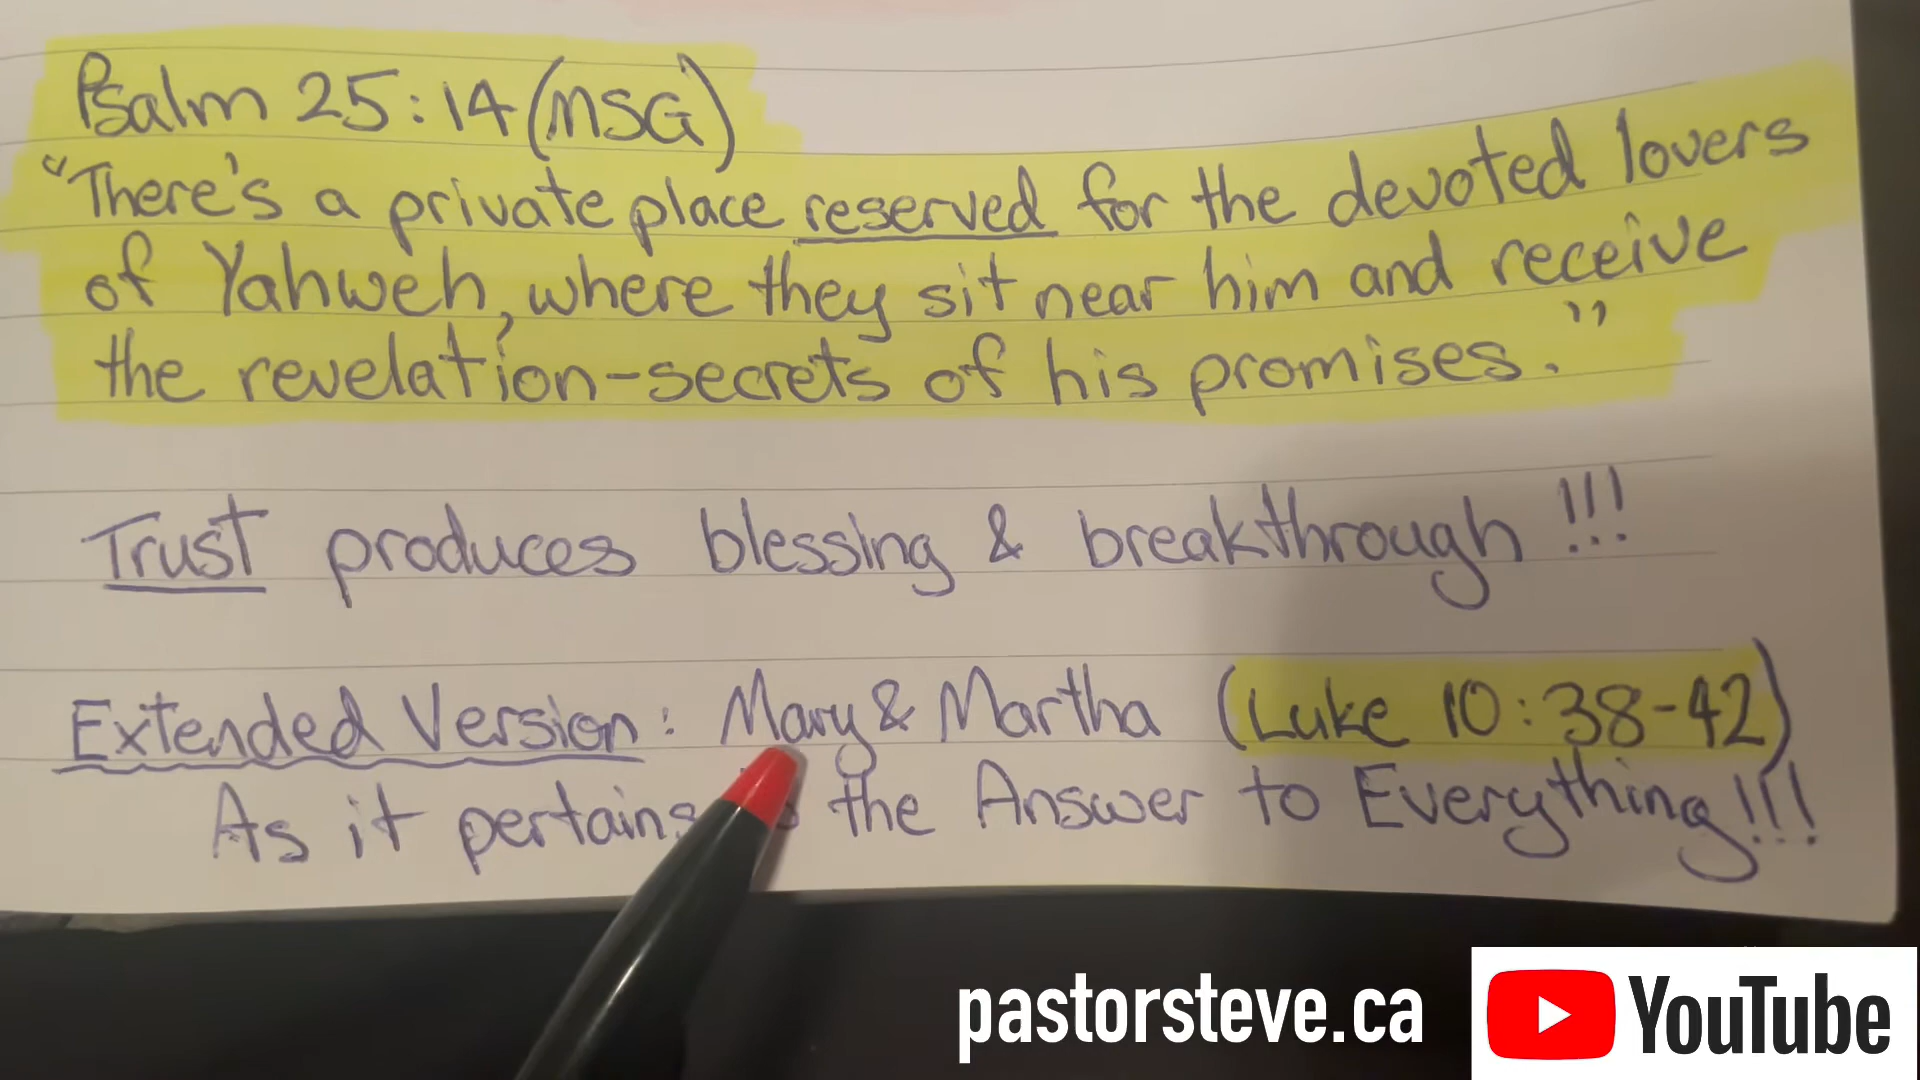 Psalm 25:14 (MSG)
"There's a private place reserved for the devoted lovers
of Yahweh, where they sit near him and receive
the revelation-secrets of his promises."
Trust produces blessing & breakthrough!!!
Extended Version: Mary & Martha (Luke 10:38-42)
As it pertains the Answer to Everything!!!
pastorsteve.ca
YouTube